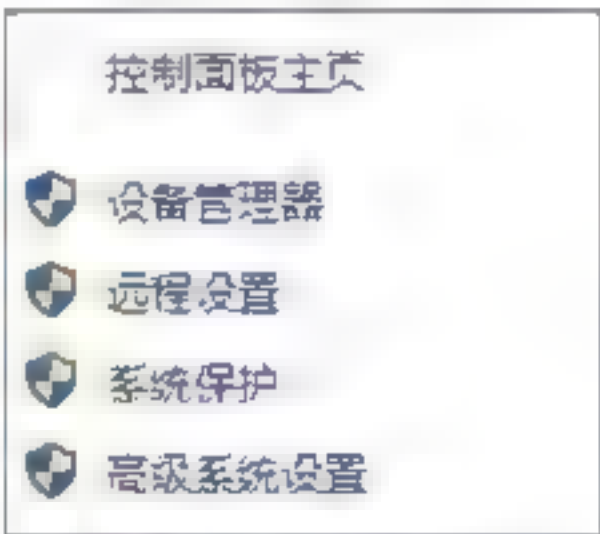 控制面板主页
设备管理器
远程设置
系统保护
高级系统设置